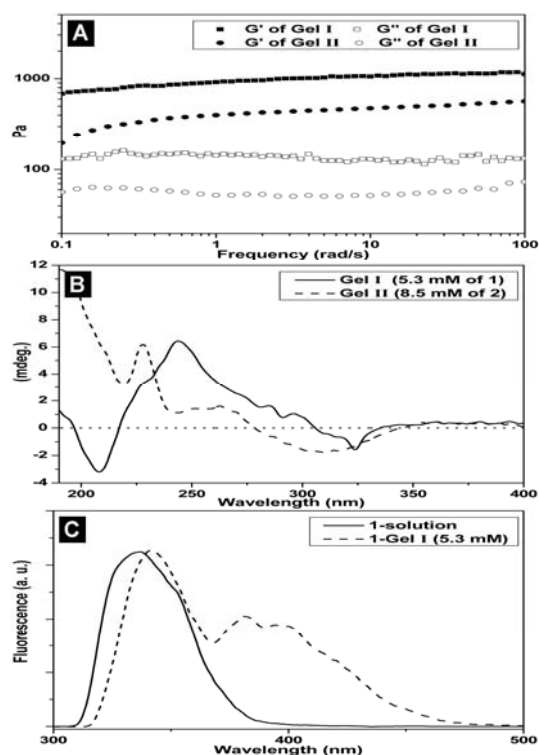 A
G' of Gel I G'' of Gel I
G' of Gel II G'' of Gel II
1000
Pa
100
0.1 1 10 100
Frequency (rad/s)
B
Gel I (5.3 mM of 1)
Gel II (8.5 mM of 2)
12
10
8
6
4
2
0
-2
-4
(mdeg.)
200 250 300 350 400
Wavelength (nm)
C
1-solution
1-Gel I (5.3 mM)
Fluorescence (a. u.)
300 400 500
Wavelength (nm)